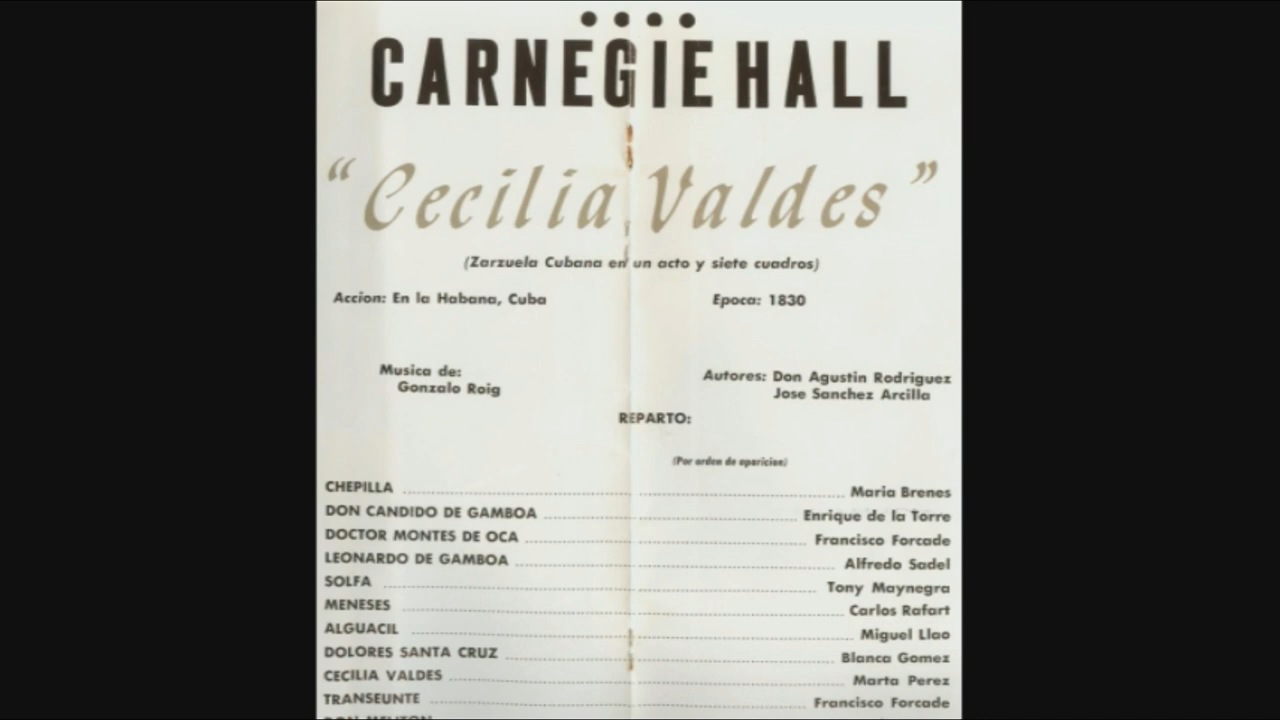 CARNEGIE HALL
"Cecilia Valdes"
(Zarzuela Cubana en un acto y siete cuadros)
Accion: En la Habana, Cuba Epoca: 1830
Musica de: Autores: Don Agustin Rodriguez
Gonzalo Roig Jose Sanchez Arcilla
REPARTO:
(Por orden de aparicion)
CHEPILLA Maria Brenes
DON CANDIDO DE GAMBOA Enrique de la Torre
DOCTOR MONTES DE OCA Francisco Forcade
LEONARDO DE GAMBOA Alfredo Sadel
SOLFA Tony Maynegra
MENESES Carlos Rafart
ALGUACIL Miguel Llao
DOLORES SANTA CRUZ Blanca Gomez
CECILIA VALDES Marta Perez
TRANSEUNTE Francisco Forcade